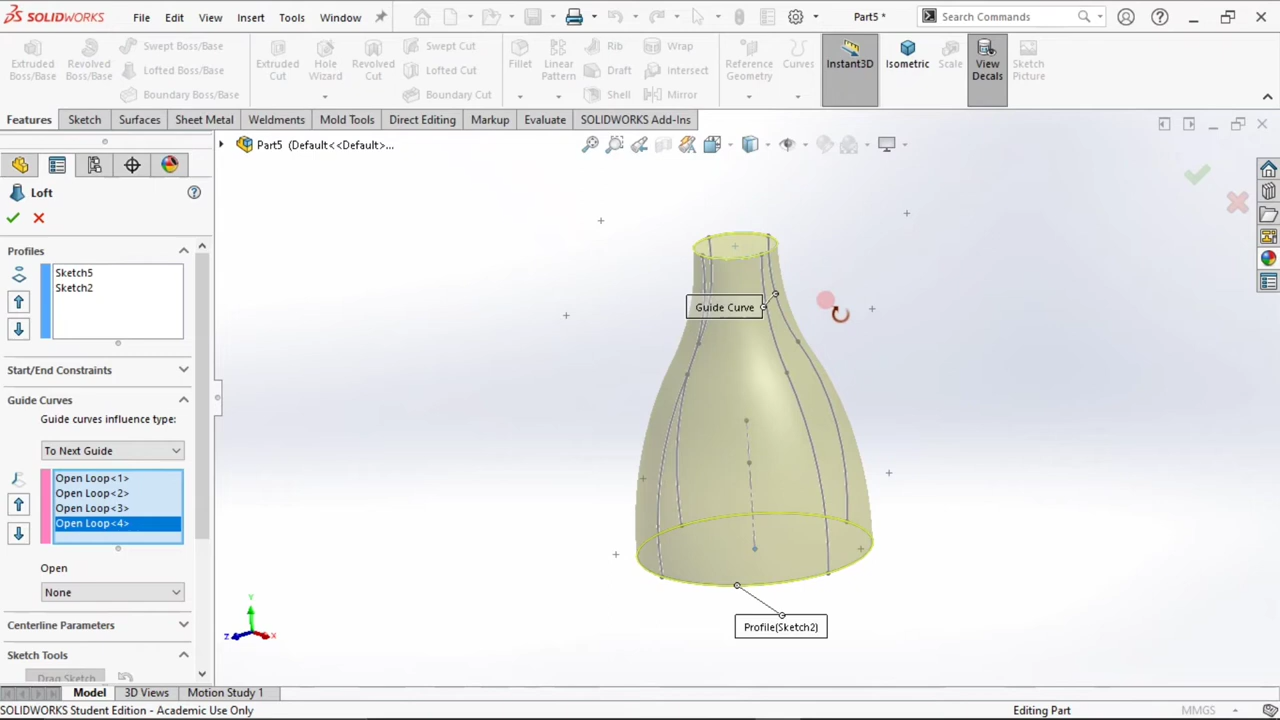 SOLIDWORKS File Edit View Insert Tools Window Part5 * Search Commands
Extruded Boss/Base
Revolved Boss/Base
Swept Boss/Base
Lofted Boss/Base
Boundary Boss/Base
Extruded Cut
Hole Wizard
Revolved Cut
Swept Cut
Lofted Cut
Boundary Cut
Fillet
Linear Pattern
Rib
Draft
Shell
Wrap
Intersect
Mirror
Reference Geometry
Curves
Instant3D
Isometric
Scale
View Decals
Sketch Picture
Features Sketch Surfaces Sheet Metal Weldments Mold Tools Direct Editing Markup Evaluate SOLIDWORKS Add-Ins
Part5 (Default<<Default>...
Loft
Profiles
Sketch5
Sketch2
Start/End Constraints
Guide Curves
Guide curves influence type:
To Next Guide
Open Loop<1>
Open Loop<2>
Open Loop<3>
Open Loop<4>
Open
None
Centerline Parameters
Sketch Tools
Drag Sketch
Guide Curve
Profile(Sketch2)
Y
Z
X
Model 3D Views Motion Study 1
SOLIDWORKS Student Edition - Academic Use Only Editing Part MMGS